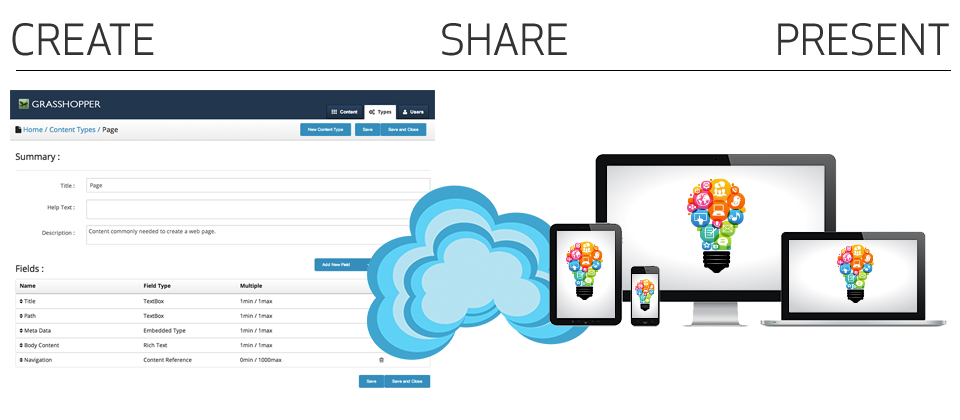 CREATE SHARE PRESENT
GRASSHOPPER
Content Types Users
Home / Content Types / Page New Content Type Save Save and Close
Summary :
Title : Page
Help Text :
Description : Content commonly needed to create a web page.
Add New Field
Fields :
Name Field Type Multiple
Title TextBox 1min / 1max
Path TextBox 1min / 1max
Meta Data Embedded Type 1min / 1max
Body Content Rich Text 1min / 1max
Navigation Content Reference 0min / 1000max
Save Save and Close